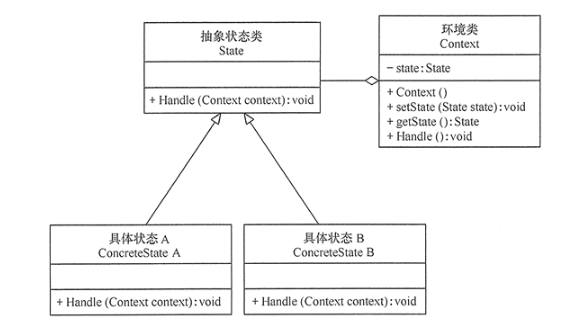 抽象状态类
State
+ Handle (Context context) : void
环境类
Context
- state : State
+ Context ()
+ setState (State state) : void
+ getState () : State
+ Handle () : void
具体状态 A
ConcreteState A
+ Handle (Context context) : void
具体状态 B
ConcreteState B
+ Handle (Context context) : void